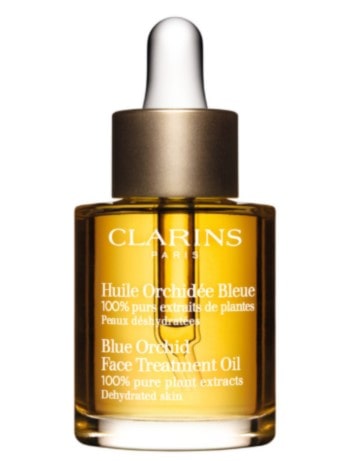 CLARINS
PARIS
Huile Orchidée Bleue
100% purs extraits de plantes
Peaux déshydratées
Blue Orchid
Face Treatment Oil
100% pure plant extracts
Dehydrated skin